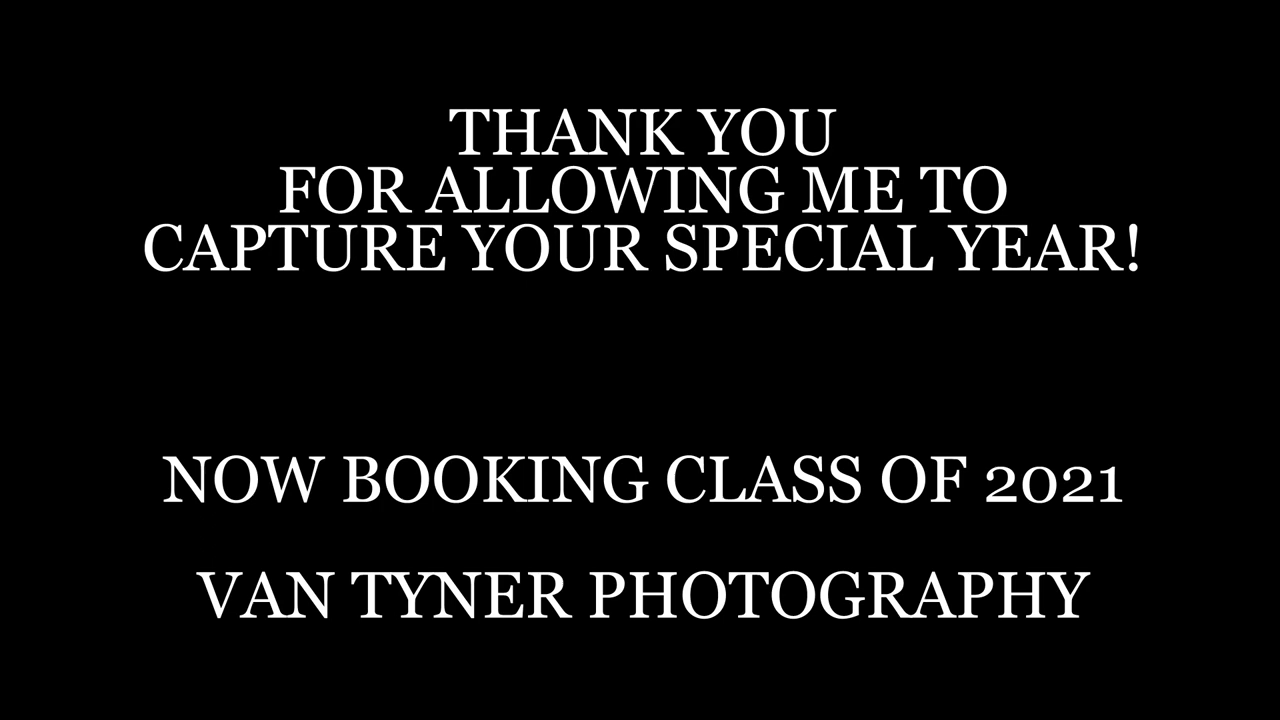 THANK YOU
FOR ALLOWING ME TO
CAPTURE YOUR SPECIAL YEAR!
NOW BOOKING CLASS OF 2021
VAN TYNER PHOTOGRAPHY